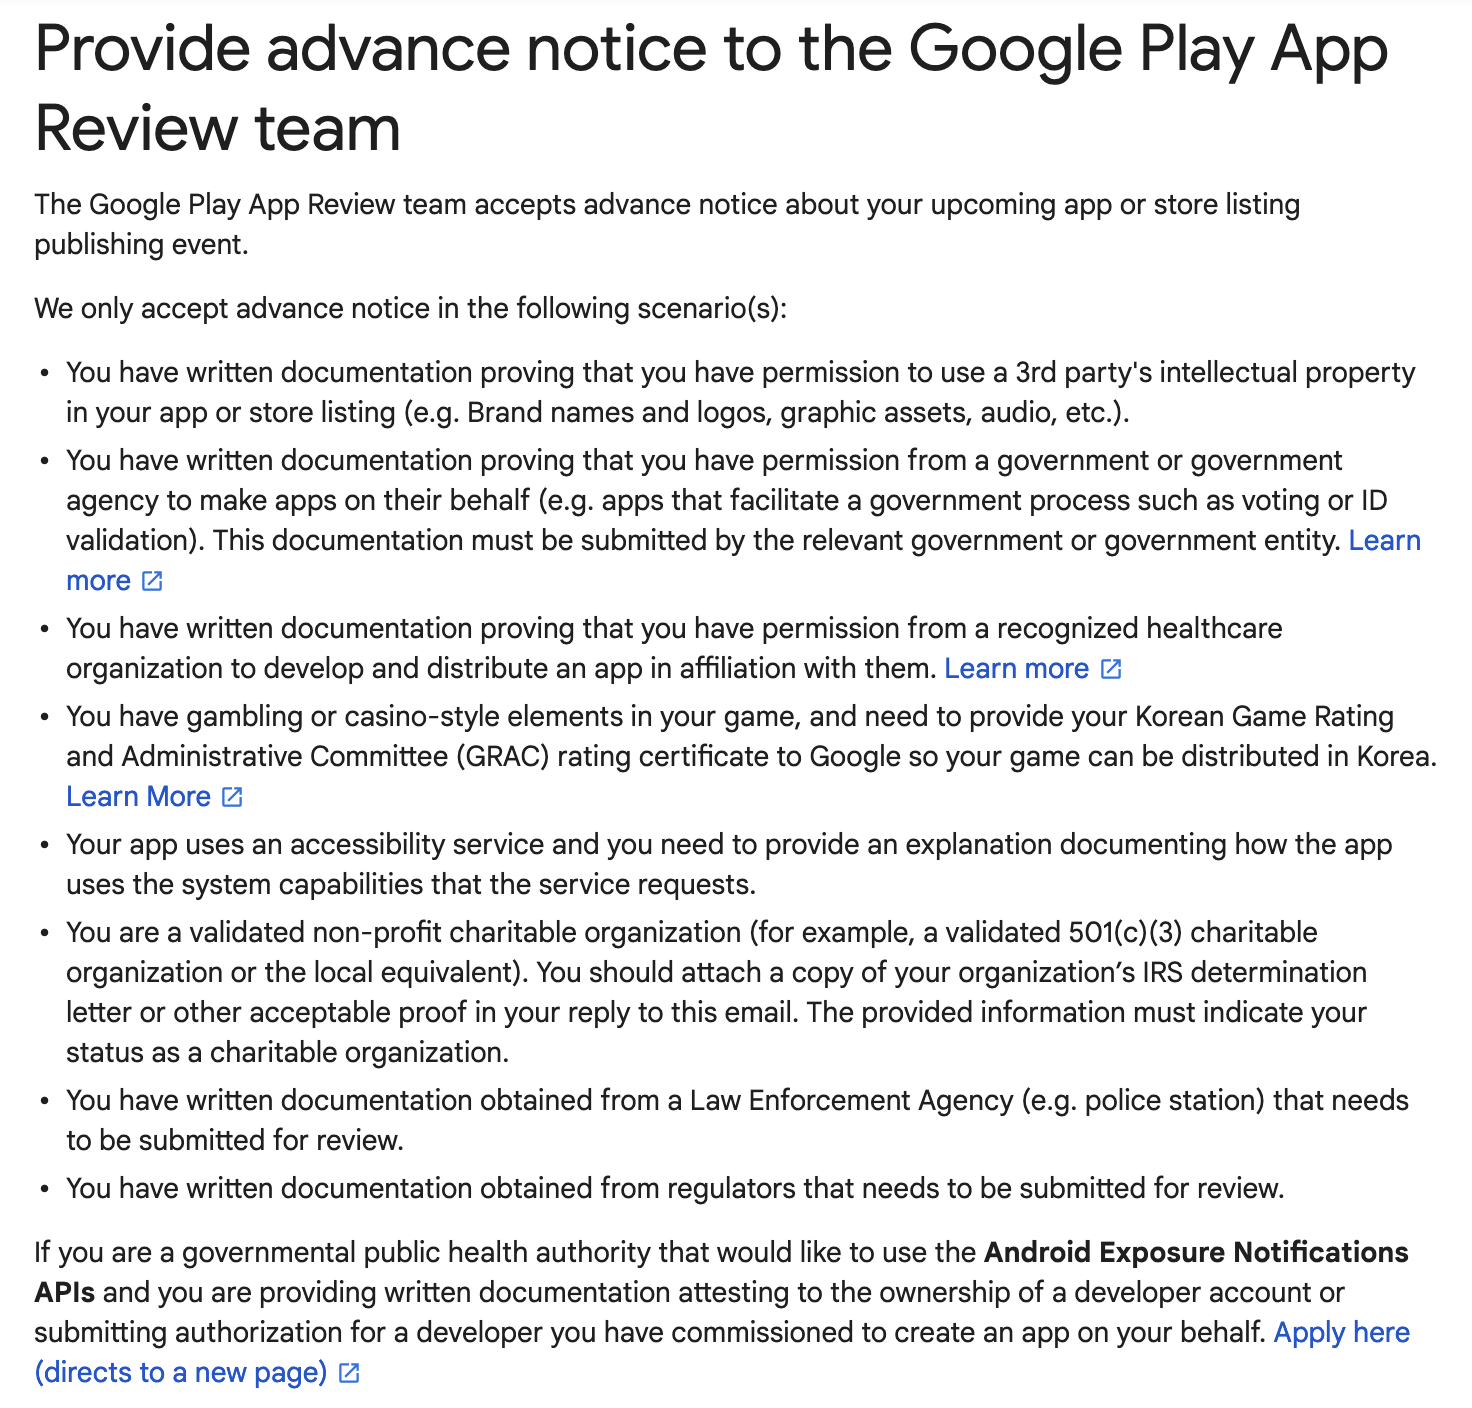 Provide advance notice to the Google Play App
Review team
The Google Play App Review team accepts advance notice about your upcoming app or store listing
publishing event.
We only accept advance notice in the following scenario(s):
• You have written documentation proving that you have permission to use a 3rd party's intellectual property
in your app or store listing (e.g. Brand names and logos, graphic assets, audio, etc.).
• You have written documentation proving that you have permission from a government or government
agency to make apps on their behalf (e.g. apps that facilitate a government process such as voting or ID
validation). This documentation must be submitted by the relevant government or government entity. Learn
more
• You have written documentation proving that you have permission from a recognized healthcare
organization to develop and distribute an app in affiliation with them. Learn more
• You have gambling or casino-style elements in your game, and need to provide your Korean Game Rating
and Administrative Committee (GRAC) rating certificate to Google so your game can be distributed in Korea.
Learn More
• Your app uses an accessibility service and you need to provide an explanation documenting how the app
uses the system capabilities that the service requests.
• You are a validated non-profit charitable organization (for example, a validated 501(c)(3) charitable
organization or the local equivalent). You should attach a copy of your organization’s IRS determination
letter or other acceptable proof in your reply to this email. The provided information must indicate your
status as a charitable organization.
• You have written documentation obtained from a Law Enforcement Agency (e.g. police station) that needs
to be submitted for review.
• You have written documentation obtained from regulators that needs to be submitted for review.
If you are a governmental public health authority that would like to use the Android Exposure Notifications
APIs and you are providing written documentation attesting to the ownership of a developer account or
submitting authorization for a developer you have commissioned to create an app on your behalf. Apply here
(directs to a new page)